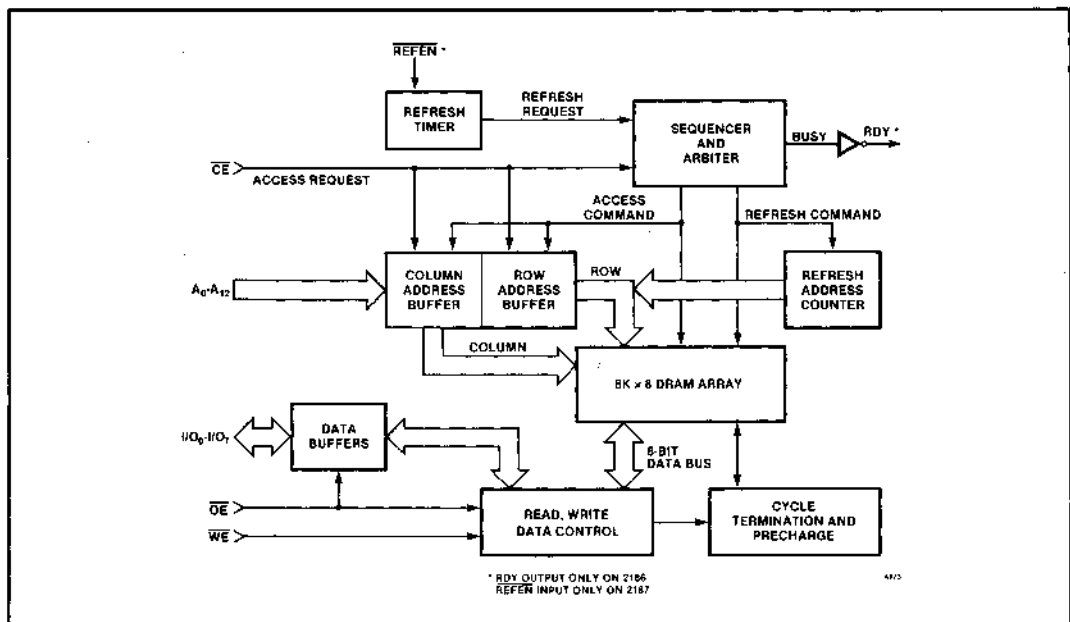 REFEN *
REFRESH
TIMER
REFRESH
REQUEST
SEQUENCER
AND
ARBITER
BUSY
RDY *
CE
ACCESS REQUEST
ACCESS
COMMAND
REFRESH COMMAND
A0-A12
COLUMN
ADDRESS
BUFFER
ROW
ADDRESS
BUFFER
ROW
REFRESH
ADDRESS
COUNTER
COLUMN
8K × 8 DRAM ARRAY
I/O0-I/O7
DATA
BUFFERS
8-BIT
DATA BUS
OE
WE
READ, WRITE
DATA CONTROL
CYCLE
TERMINATION AND
PRECHARGE
* RDY OUTPUT ONLY ON 2186
REFEN INPUT ONLY ON 2187